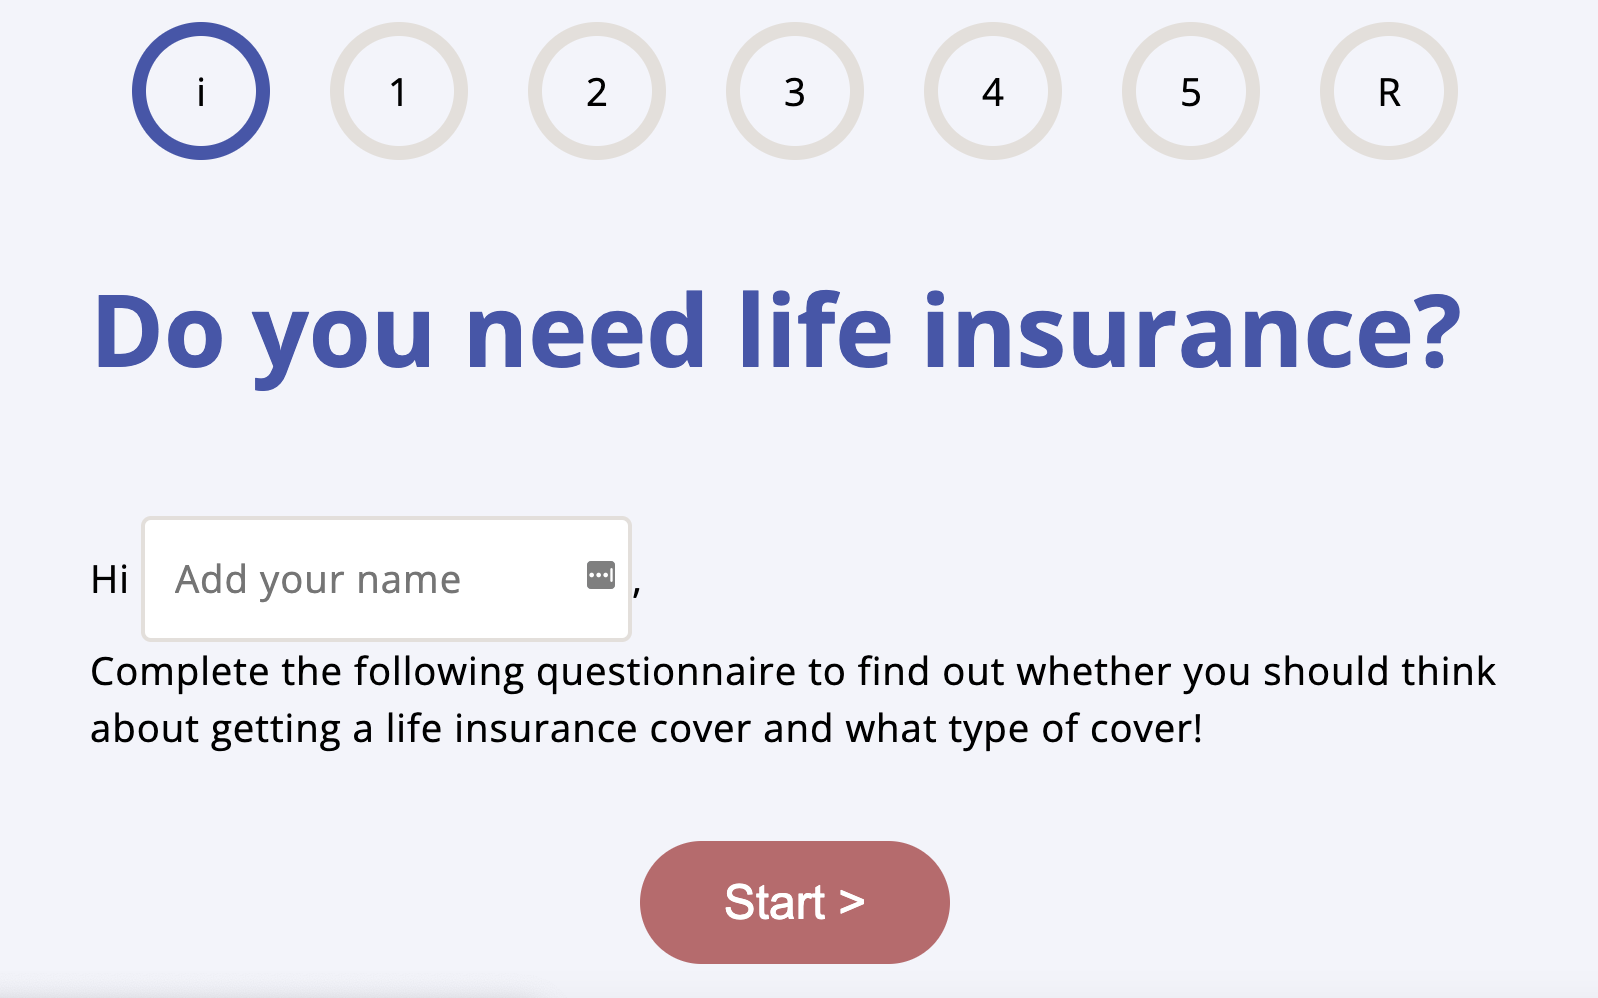 i 1 2 3 4 5 R
Do you need life insurance?
Hi Add your name ,
Complete the following questionnaire to find out whether you should think
about getting a life insurance cover and what type of cover!
Start >